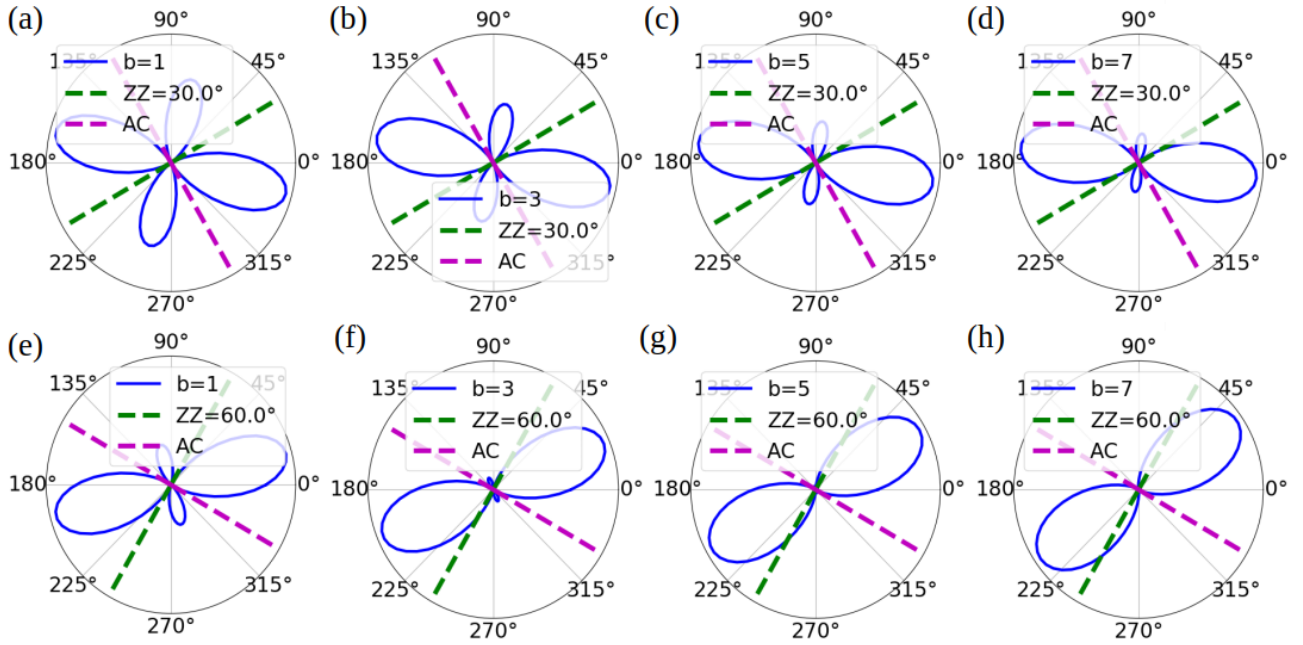 (a) (b) (c) (d)
90° 90° 90° 90°
135° b=1 45° 135° 45° 135° b=5 45° 135° b=7 45°
ZZ=30.0° ZZ=30.0° ZZ=30.0°
AC AC AC
180° 0° 180° 0° 180° 0° 180° 0°
b=3
ZZ=30.0°
225° 315° 225° AC 315° 225° 315° 225° 315°
270° 270° 270° 270°
(e) (f) (g) (h)
90° 90° 90° 90°
135° b=1 45° 135° b=3 45° 135° b=5 45° 135° b=7 45°
ZZ=60.0° ZZ=60.0° ZZ=60.0° ZZ=60.0°
AC AC AC AC
180° 0° 180° 0° 180° 0° 180° 0°
225° 315° 225° 315° 225° 315° 225° 315°
270° 270° 270° 270°